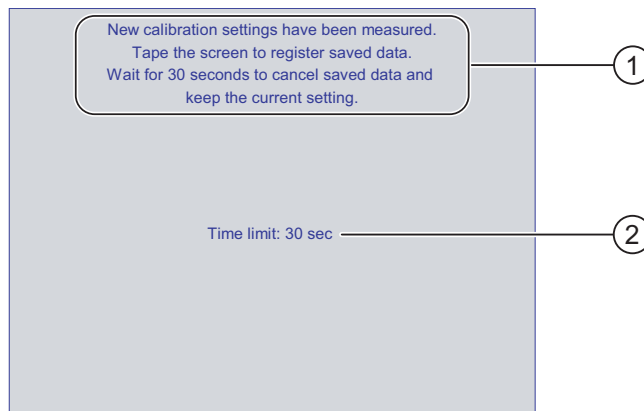 New calibration settings have been measured.
Tape the screen to register saved data.
Wait for 30 seconds to cancel saved data and
keep the current setting.
1
Time limit: 30 sec
2